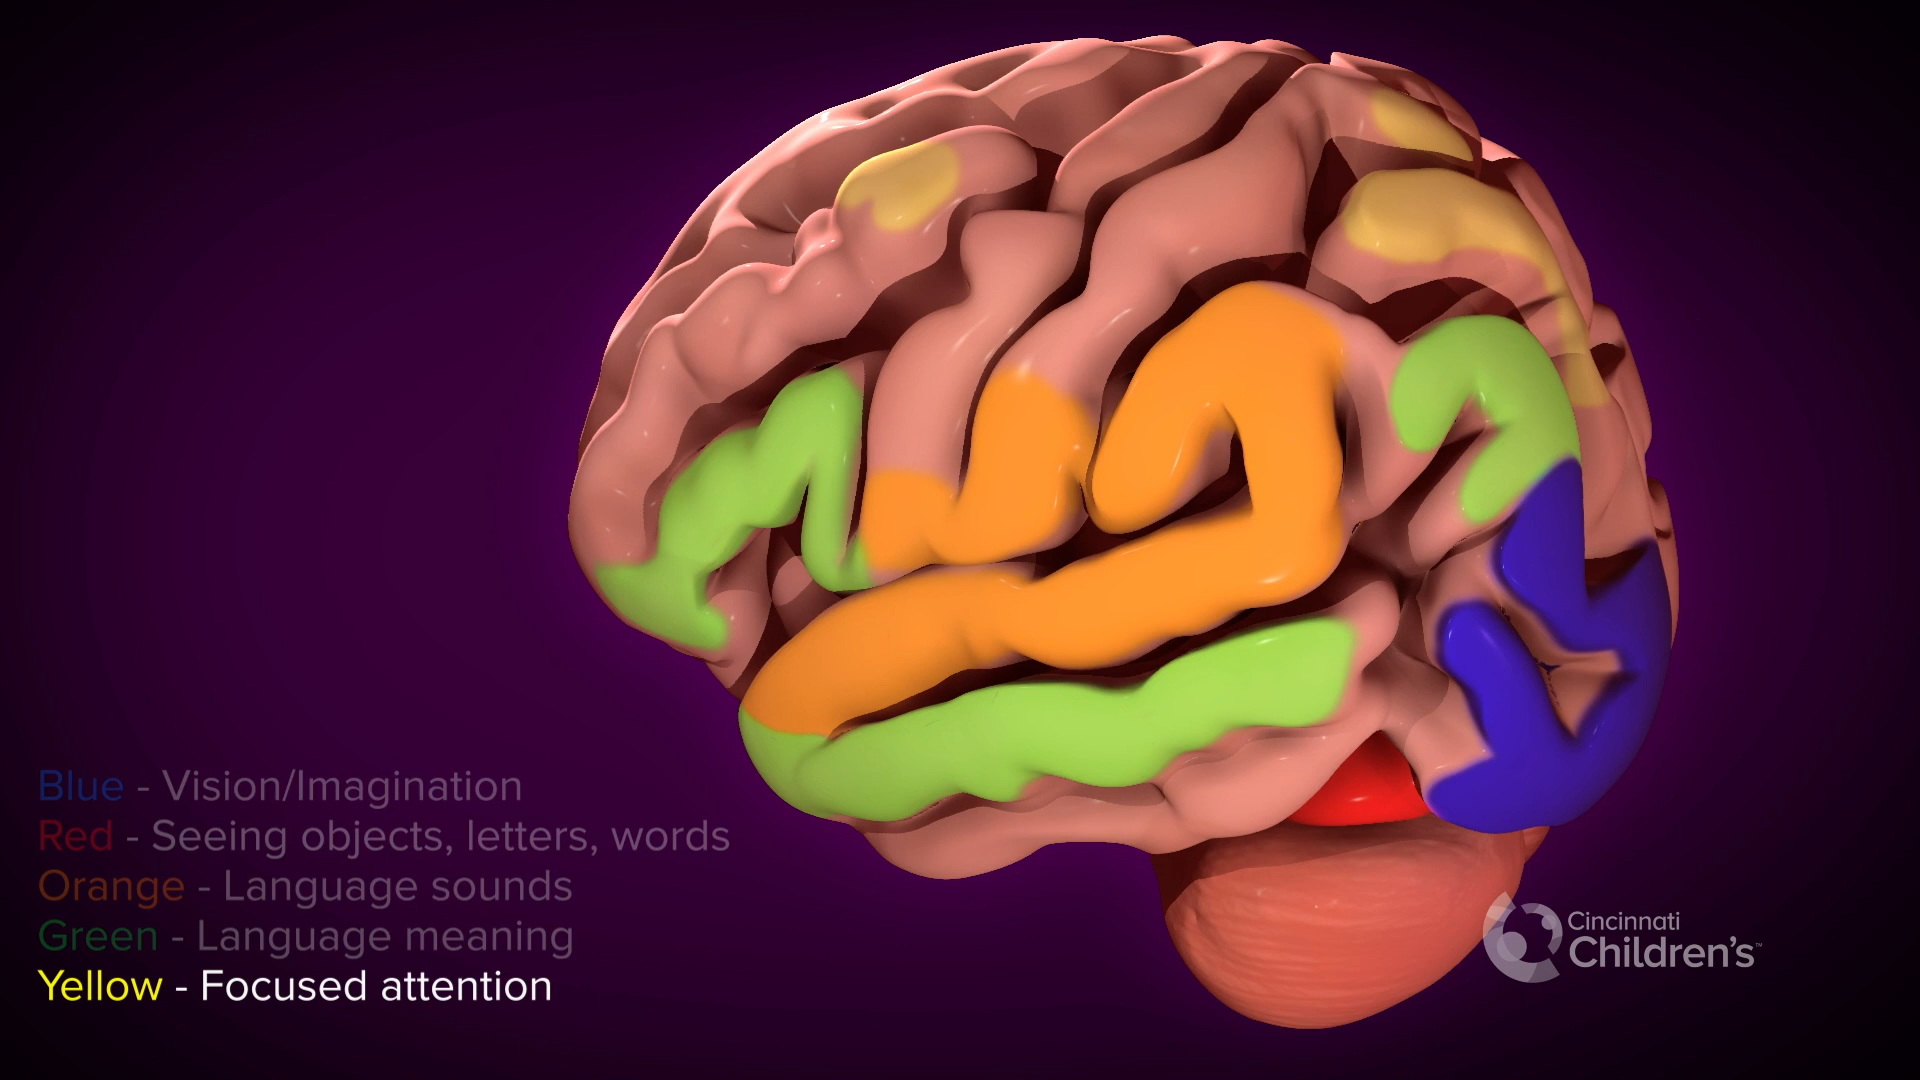 Blue - Vision/Imagination
Red - Seeing objects, letters, words
Orange - Language sounds
Green - Language meaning
Yellow - Focused attention
Cincinnati
Children's™